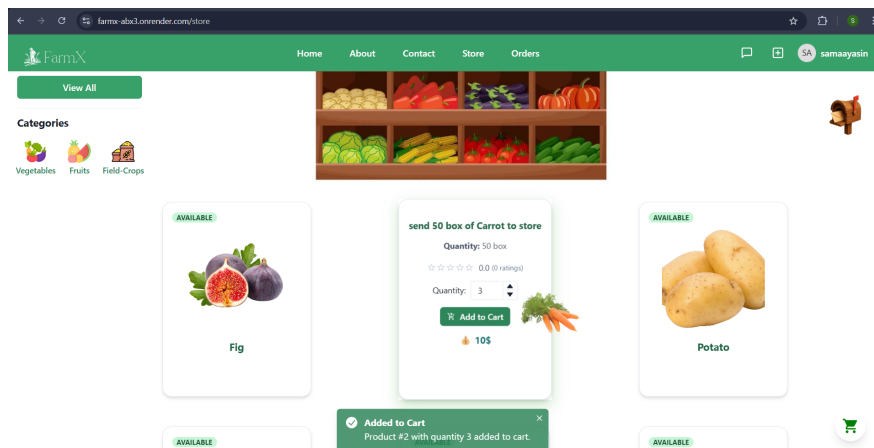 farmx-abx3.onrender.com/store
S
FarmX
Home About Contact Store Orders
SA samaayasin
View All
Categories
Vegetables Fruits Field-Crops
AVAILABLE
Fig
send 50 box of Carrot to store
Quantity: 50 box
0.0 (0 ratings)
Quantity: 3
Add to Cart
10$
AVAILABLE
Potato
Added to Cart
Product #2 with quantity 3 added to cart.
AVAILABLE
AVAILABLE